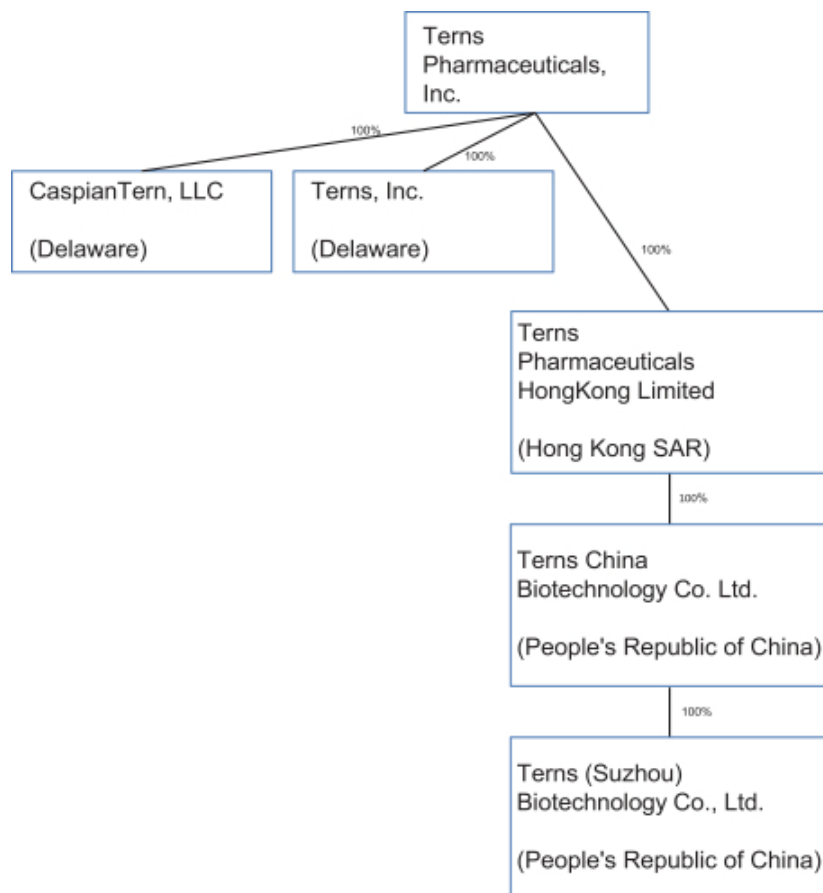 Terns
Pharmaceuticals,
Inc.
100%
100%
100%
CaspianTern, LLC
(Delaware)
Terns, Inc.
(Delaware)
Terns
Pharmaceuticals
HongKong Limited
(Hong Kong SAR)
100%
Terns China
Biotechnology Co. Ltd.
(People's Republic of China)
100%
Terns (Suzhou)
Biotechnology Co., Ltd.
(People's Republic of China)